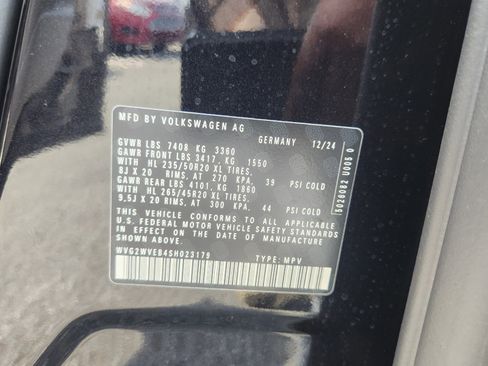 MFD BY VOLKSWAGEN AG
GERMANY 12/24
GVWR LBS 7408 KG 3360
GAWR FRONT LBS 3417, KG 1550
WITH HL 235/50R20 XL TIRES,
8J X 20 RIMS, AT 270 KPA, 39 PSI COLD
GAWR REAR LBS 4101, KG 1860
WITH HL 265/45R20 XL TIRES,
9.5J X 20 RIMS, AT 300 KPA, 44 PSI COLD
THIS VEHICLE CONFORMS TO ALL APPLICABLE
U.S. FEDERAL MOTOR VEHICLE SAFETY STANDARDS
IN EFFECT ON THE DATE OF MANUFACTURE
SHOWN ABOVE.
WVG2WVEB4SH023179 TYPE: MPV
5026082 U005 0